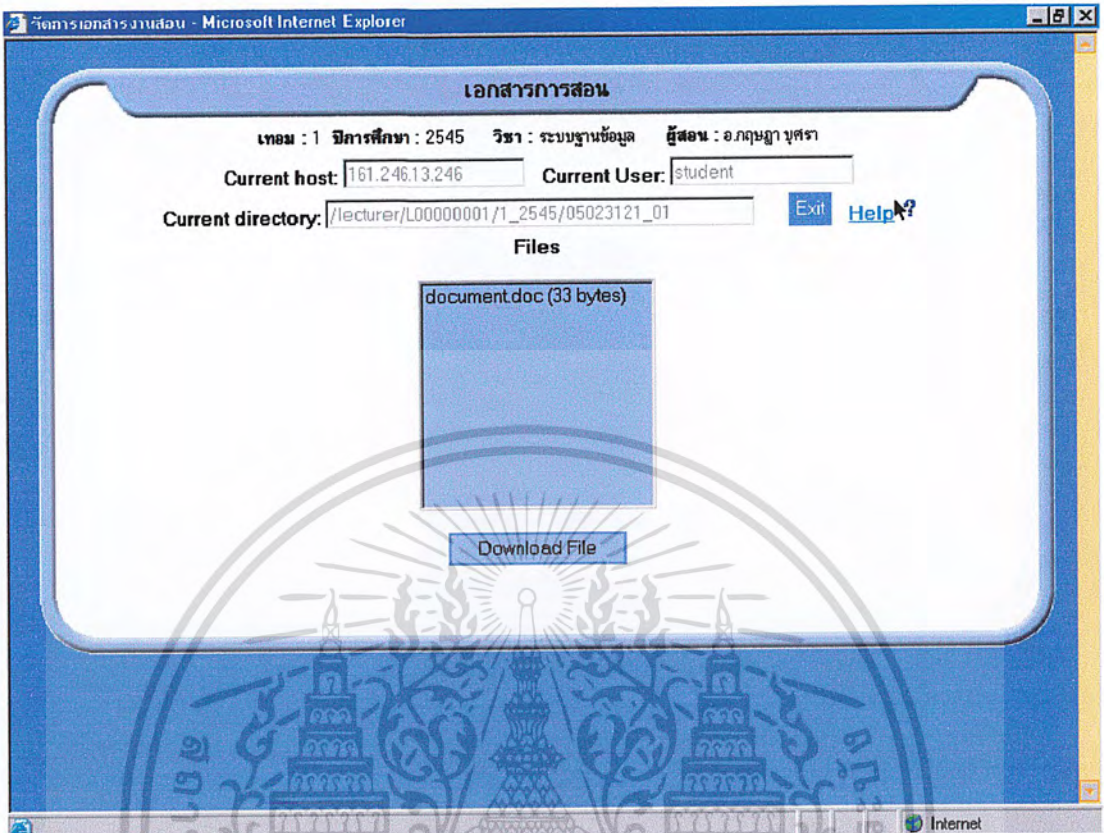 จัดการเอกสารงานสอน - Microsoft Internet Explorer
เอกสารการสอน
เทอม : 1 ปีการศึกษา : 2545 วิชา : ระบบฐานข้อมูล ผู้สอน : อ.กฤษฎา บุศรา
Current host: 161.246.13.246 Current User: student
Current directory: /lecturer/L00000001/1_2545/05023121_01 Exit Help
Files
document.doc (33 bytes)
Download File
Internet